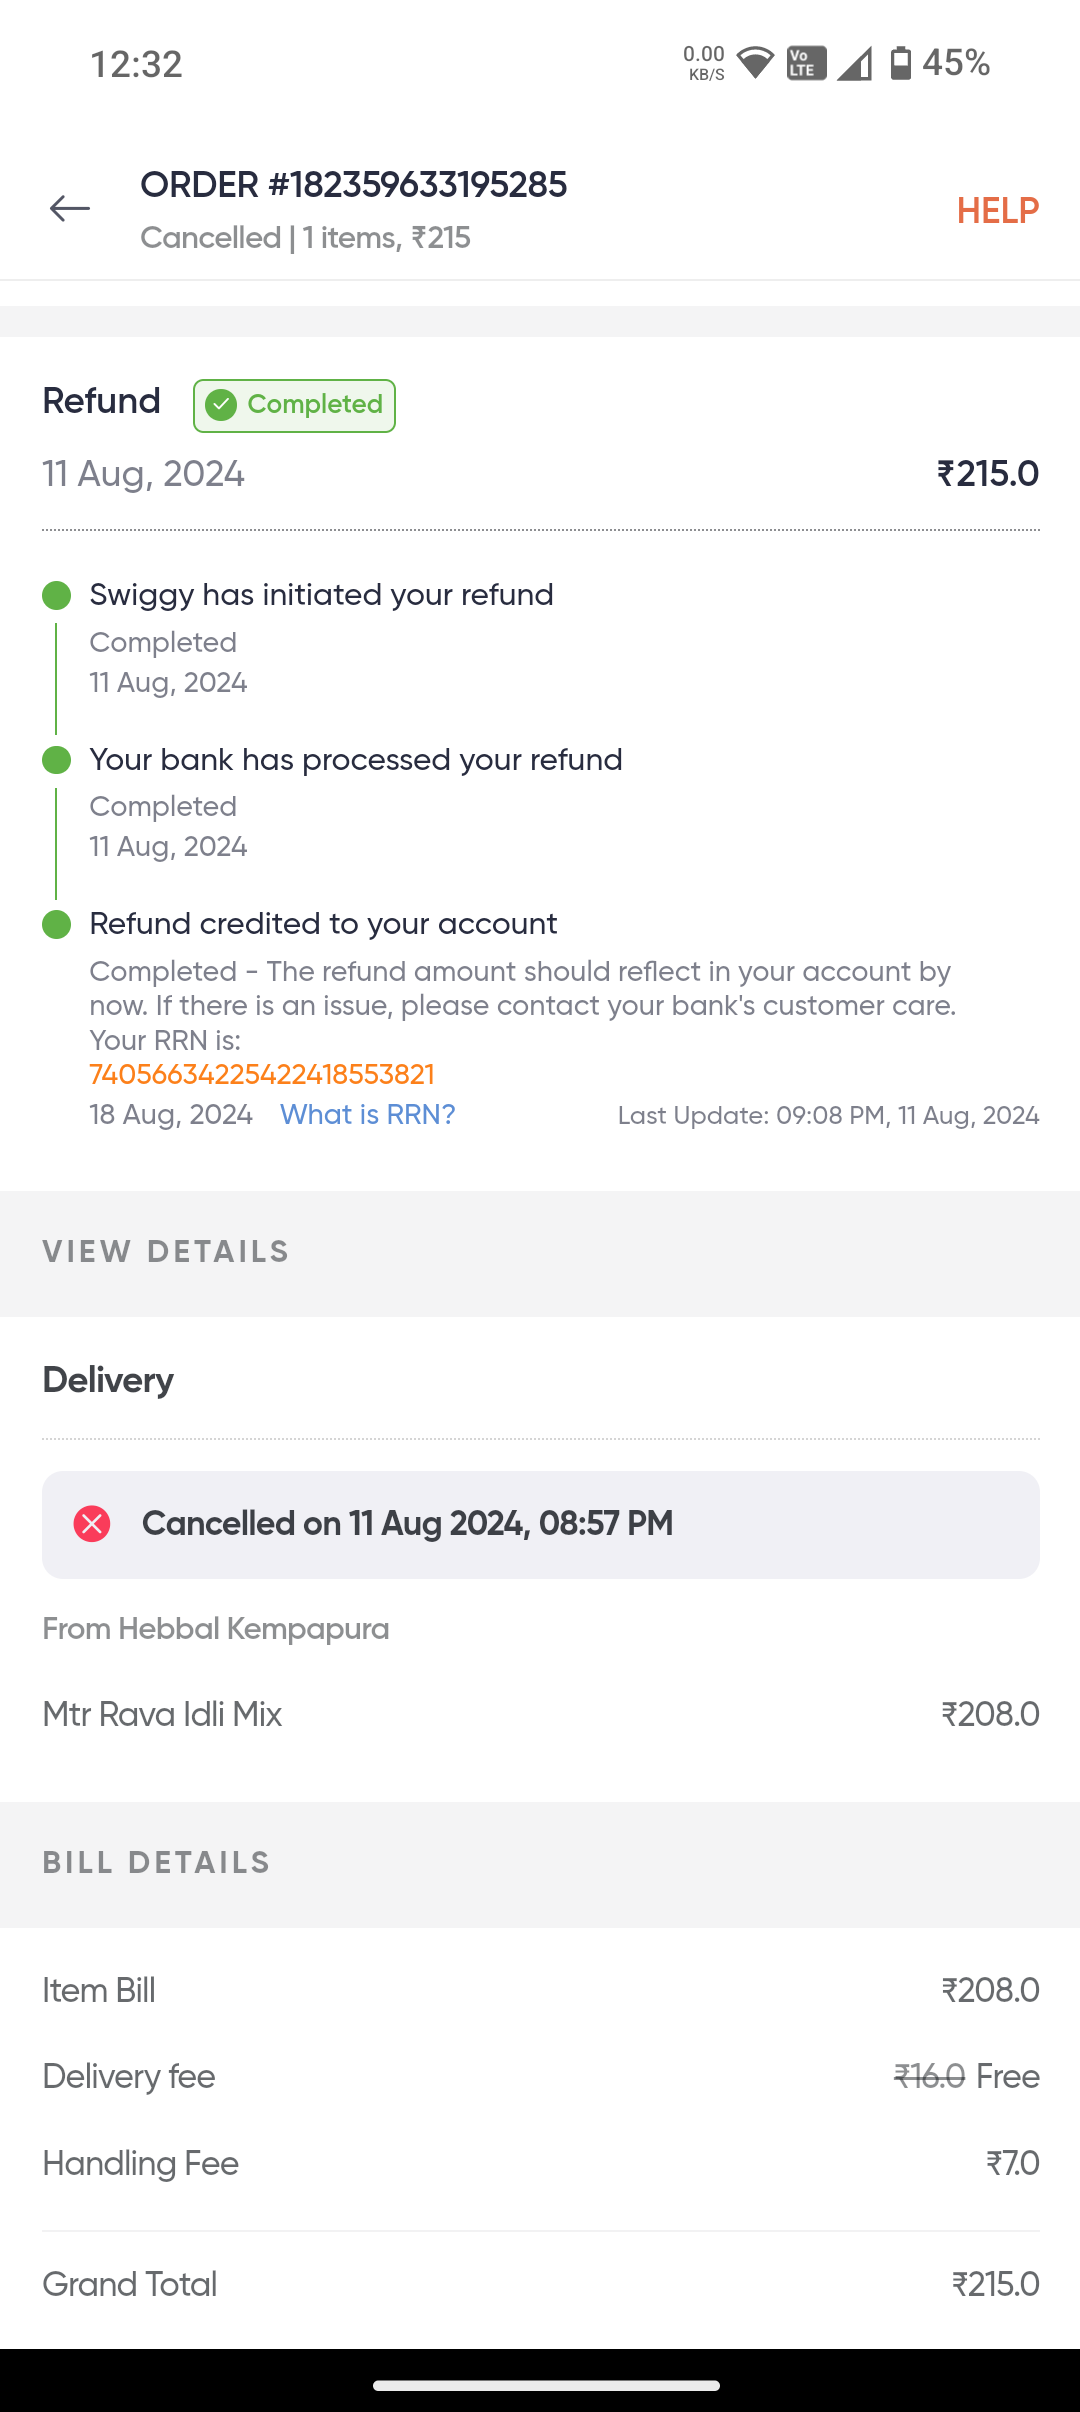 12:32
0.00 KB/S Vo LTE 45%
ORDER #182359633195285
Cancelled | 1 items, ₹215
HELP
Refund Completed
11 Aug, 2024 ₹215.0
Swiggy has initiated your refund
Completed
11 Aug, 2024
Your bank has processed your refund
Completed
11 Aug, 2024
Refund credited to your account
Completed - The refund amount should reflect in your account by
now. If there is an issue, please contact your bank's customer care.
Your RRN is:
74056634225422418553821
18 Aug, 2024 What is RRN? Last Update: 09:08 PM, 11 Aug, 2024
VIEW DETAILS
Delivery
Cancelled on 11 Aug 2024, 08:57 PM
From Hebbal Kempapura
Mtr Rava Idli Mix ₹208.0
BILL DETAILS
Item Bill ₹208.0
Delivery fee ₹16.0 Free
Handling Fee ₹7.0
Grand Total ₹215.0